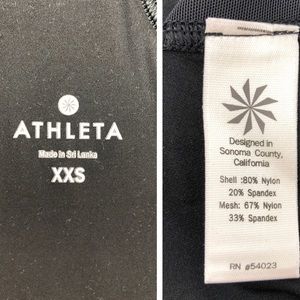 ATHLETA
Made in Sri Lanka
XXS
Designed in
Sonoma County,
California
Shell :80% Nylon
20% Spandex
Mesh: 67% Nylon
33% Spandex
RN #54023